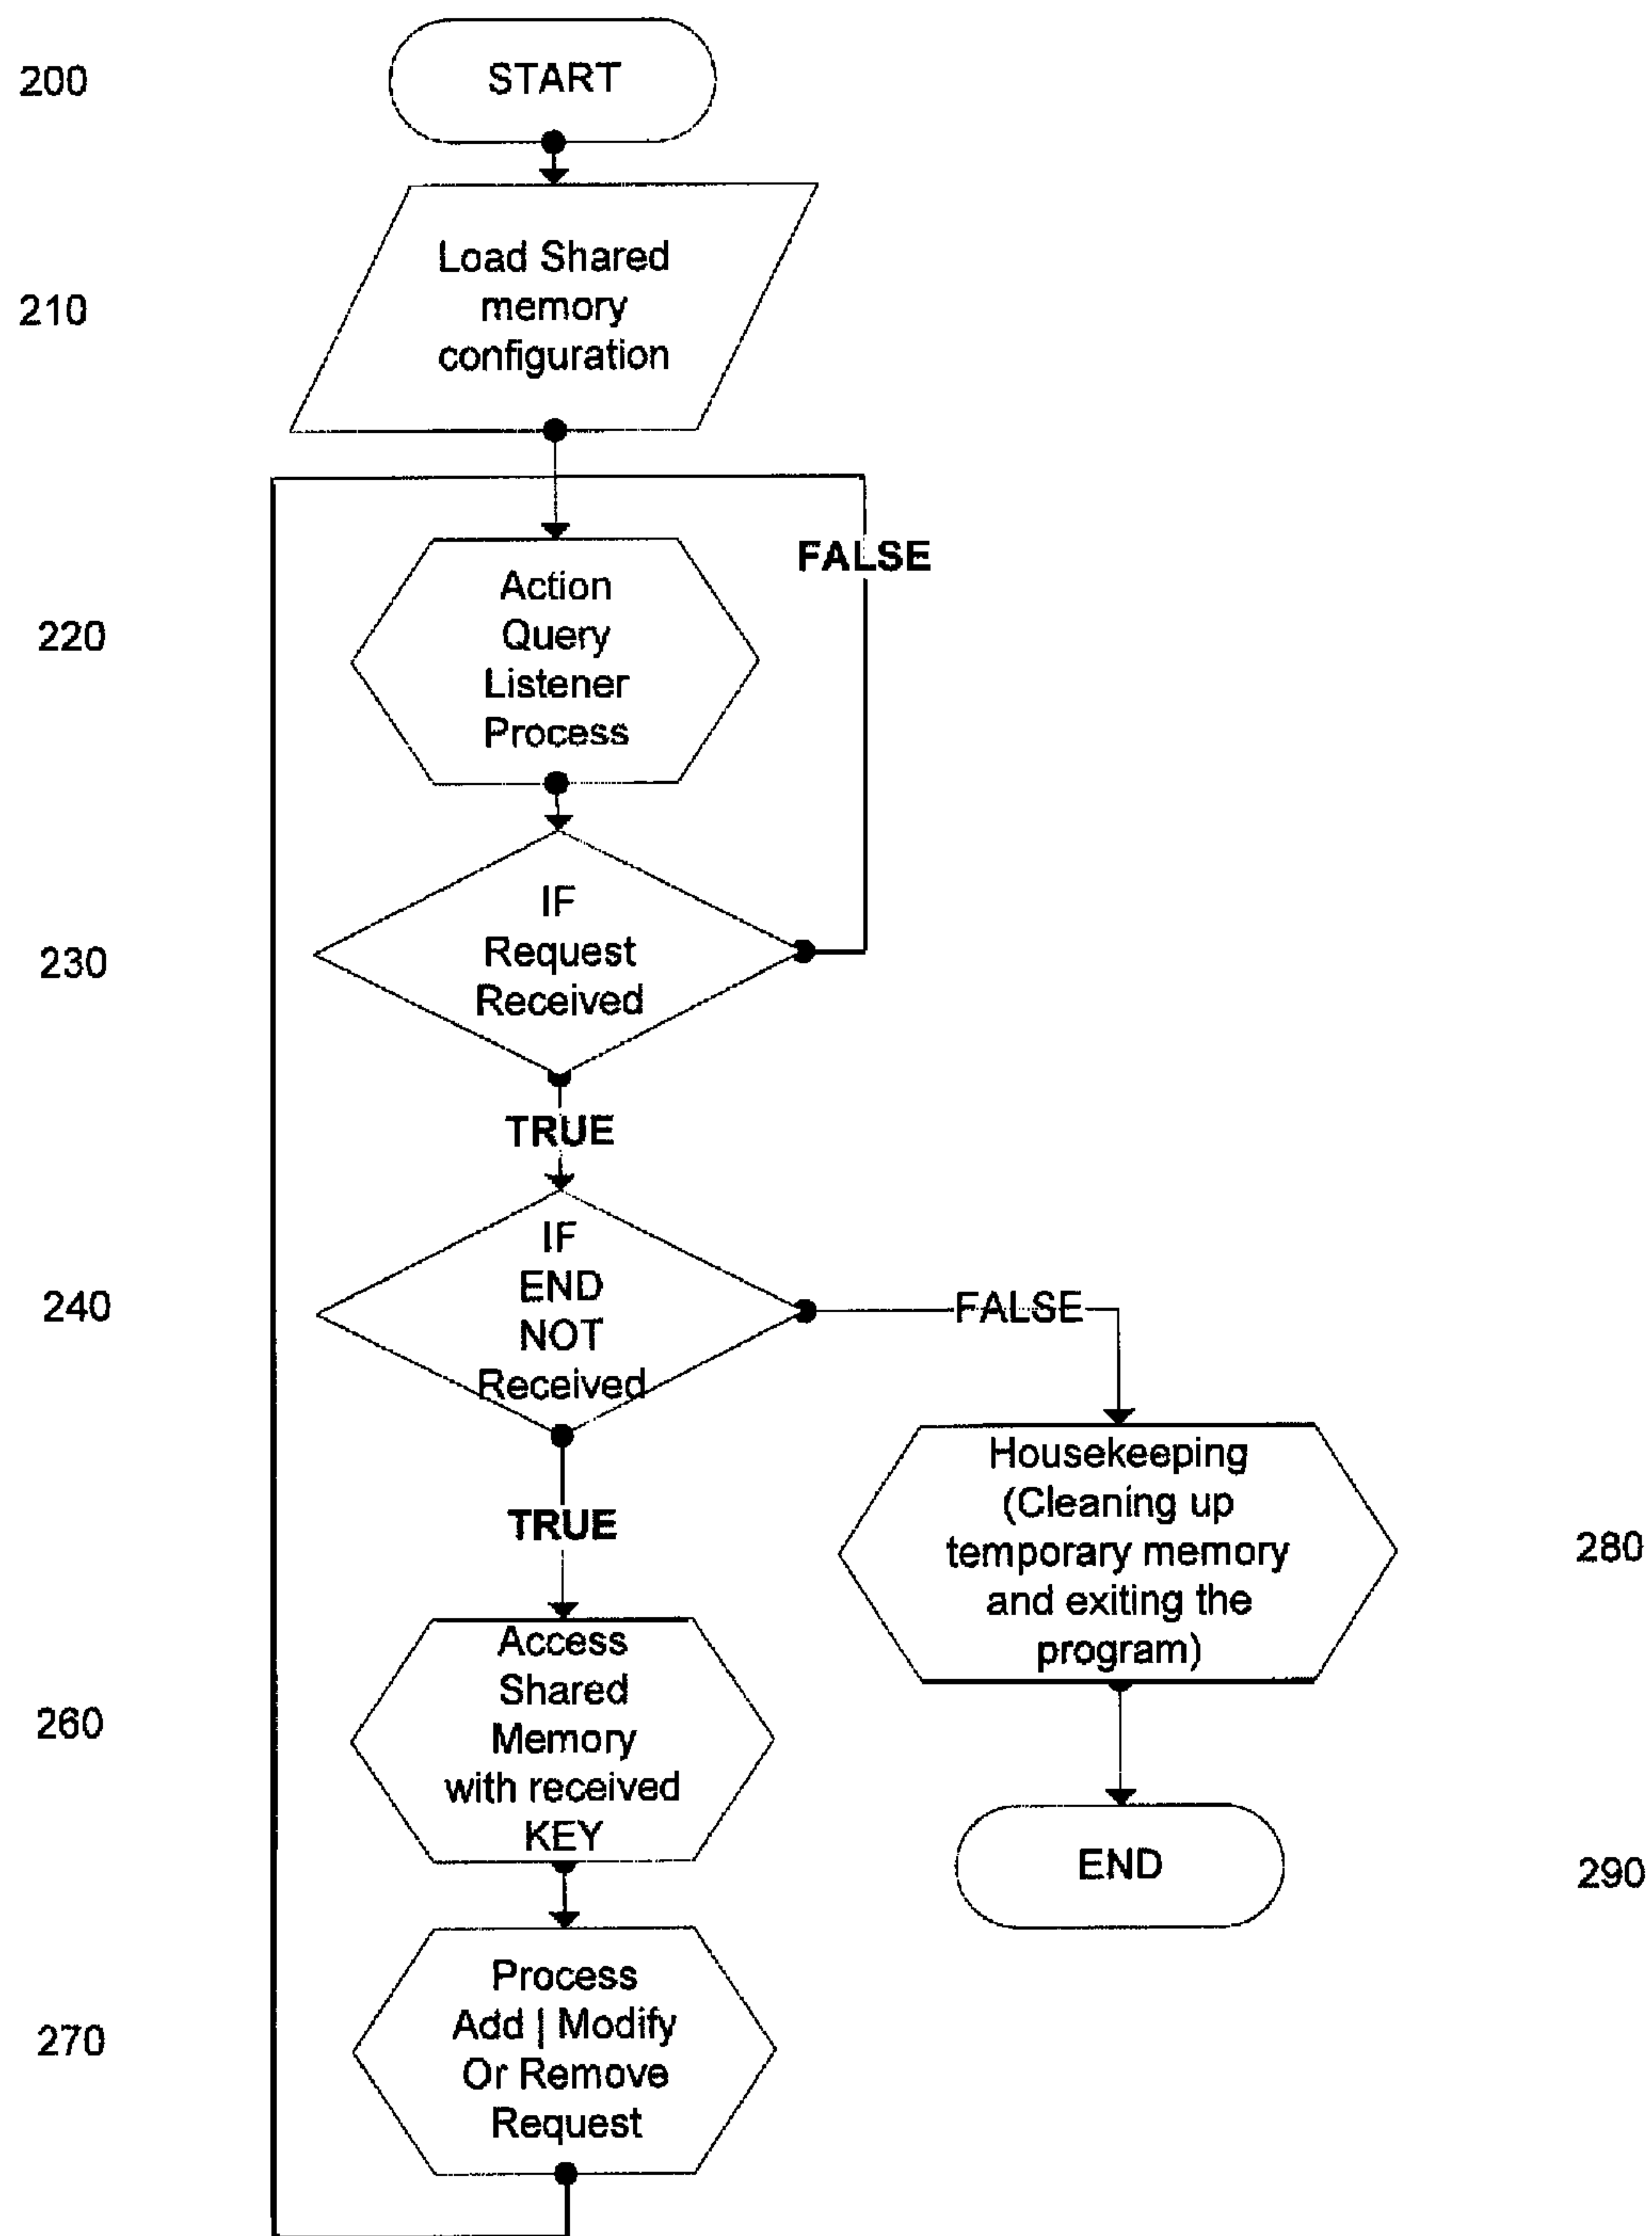 200
START
210
Load Shared
memory
configuration
FALSE
220
Action
Query
Listener
Process
230
IF
Request
Received
TRUE
240
IF
END
NOT
Received
FALSE
TRUE
Housekeeping
(Cleaning up
temporary memory
and exiting the
program)
280
260
Access
Shared
Memory
with received
KEY
END
290
270
Process
Add | Modify
Or Remove
Request